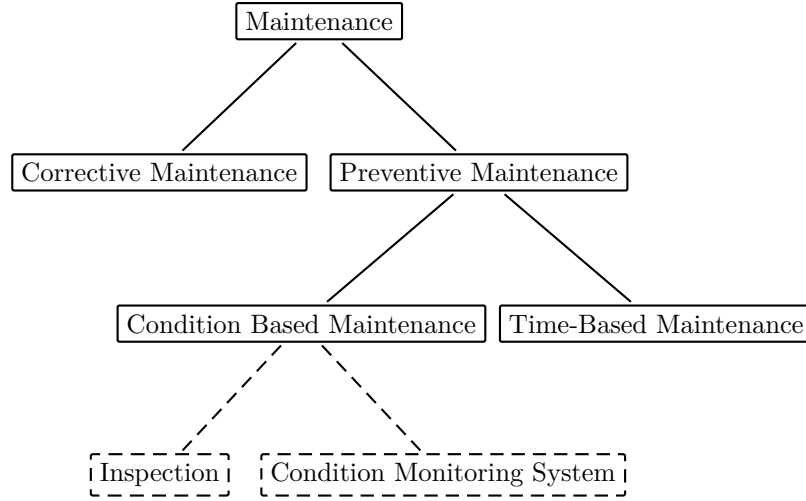 Maintenance
Corrective Maintenance
Preventive Maintenance
Condition Based Maintenance
Time-Based Maintenance
Inspection
Condition Monitoring System